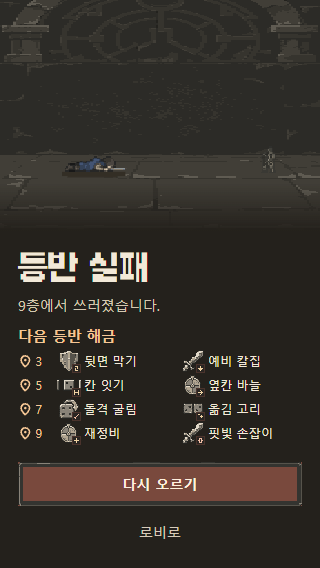 등반 실패
9층에서 쓰러졌습니다.
다음 등반 해금
3 뒷면 막기 예비 칼집
5 칸 잇기 옆칸 바늘
7 돌격 굴림 옮김 고리
9 재정비 핏빛 손잡이
다시 오르기
로비로